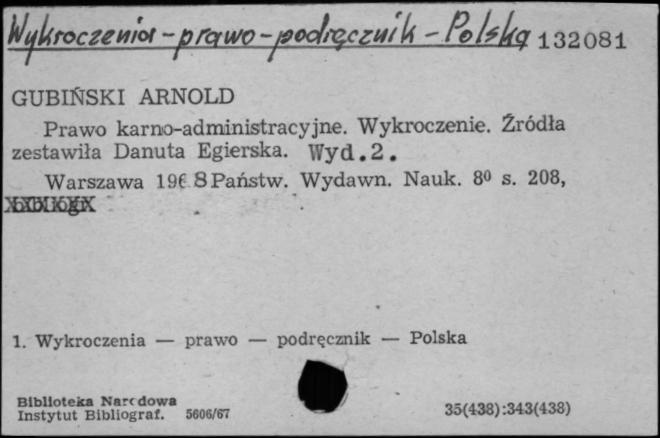 Wykroczenia - prawo - podręcznik - Polska 132081
GUBIŃSKI ARNOLD
Prawo karno-administracyjne. Wykroczenie. Źródła
zestawiła Danuta Egierska. Wyd.2.
Warszawa 1968 Państw. Wydawn. Nauk. 8⁰ s. 208,
1. Wykroczenia — prawo — podręcznik — Polska
Biblioteka Narodowa
Instytut Bibliograf. 5606/67 35(438):343(438)